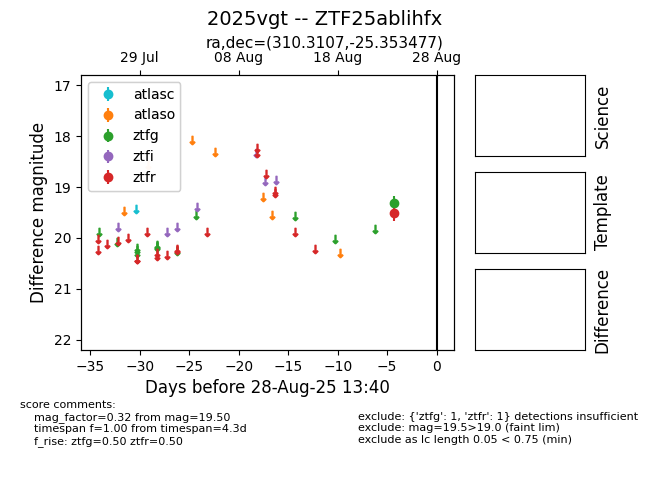 2025vgt -- ZTF25ablihfx
ra,dec=(310.3107,-25.353477)
29 Jul 08 Aug 18 Aug 28 Aug
atlasc
atlaso
ztfg
ztfi
ztfr
17
18
19
20
21
22
Difference magnitude
−35 −30 −25 −20 −15 −10 −5 0
Days before 28-Aug-25 13:40
Science
Template
Difference
score comments:
mag_factor=0.32 from mag=19.50
timespan f=1.00 from timespan=4.3d
f_rise: ztfg=0.50 ztfr=0.50
exclude: {'ztfg': 1, 'ztfr': 1} detections insufficient
exclude: mag=19.5>19.0 (faint lim)
exclude as lc length 0.05 < 0.75 (min)